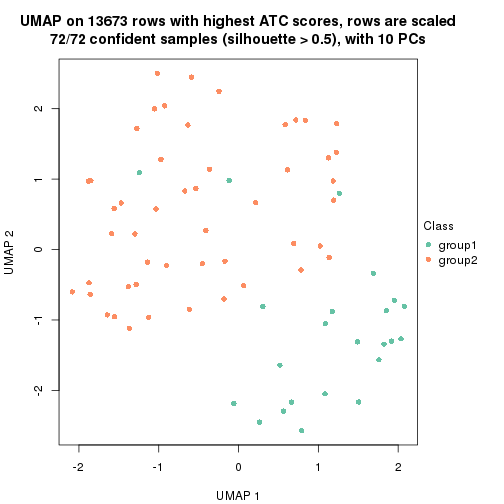 UMAP on 13673 rows with highest ATC scores, rows are scaled
72/72 confident samples (silhouette > 0.5), with 10 PCs
UMAP 2
2
1
0
-1
-2
Class
group1
group2
-2
-1
0
1
2
UMAP 1